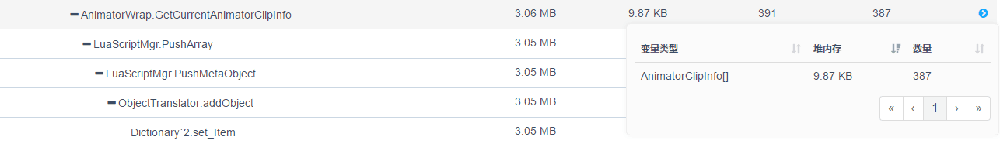 AnimatorWrap.GetCurrentAnimatorClipInfo 3.06 MB 9.87 KB 391 387
LuaScriptMgr.PushArray 3.05 MB
变量类型 堆内存 数量
LuaScriptMgr.PushMetaObject 3.05 MB
AnimatorClipInfo[] 9.87 KB 387
ObjectTranslator.addObject 3.05 MB
« ‹ 1 › »
Dictionary`2.set_Item 3.05 MB